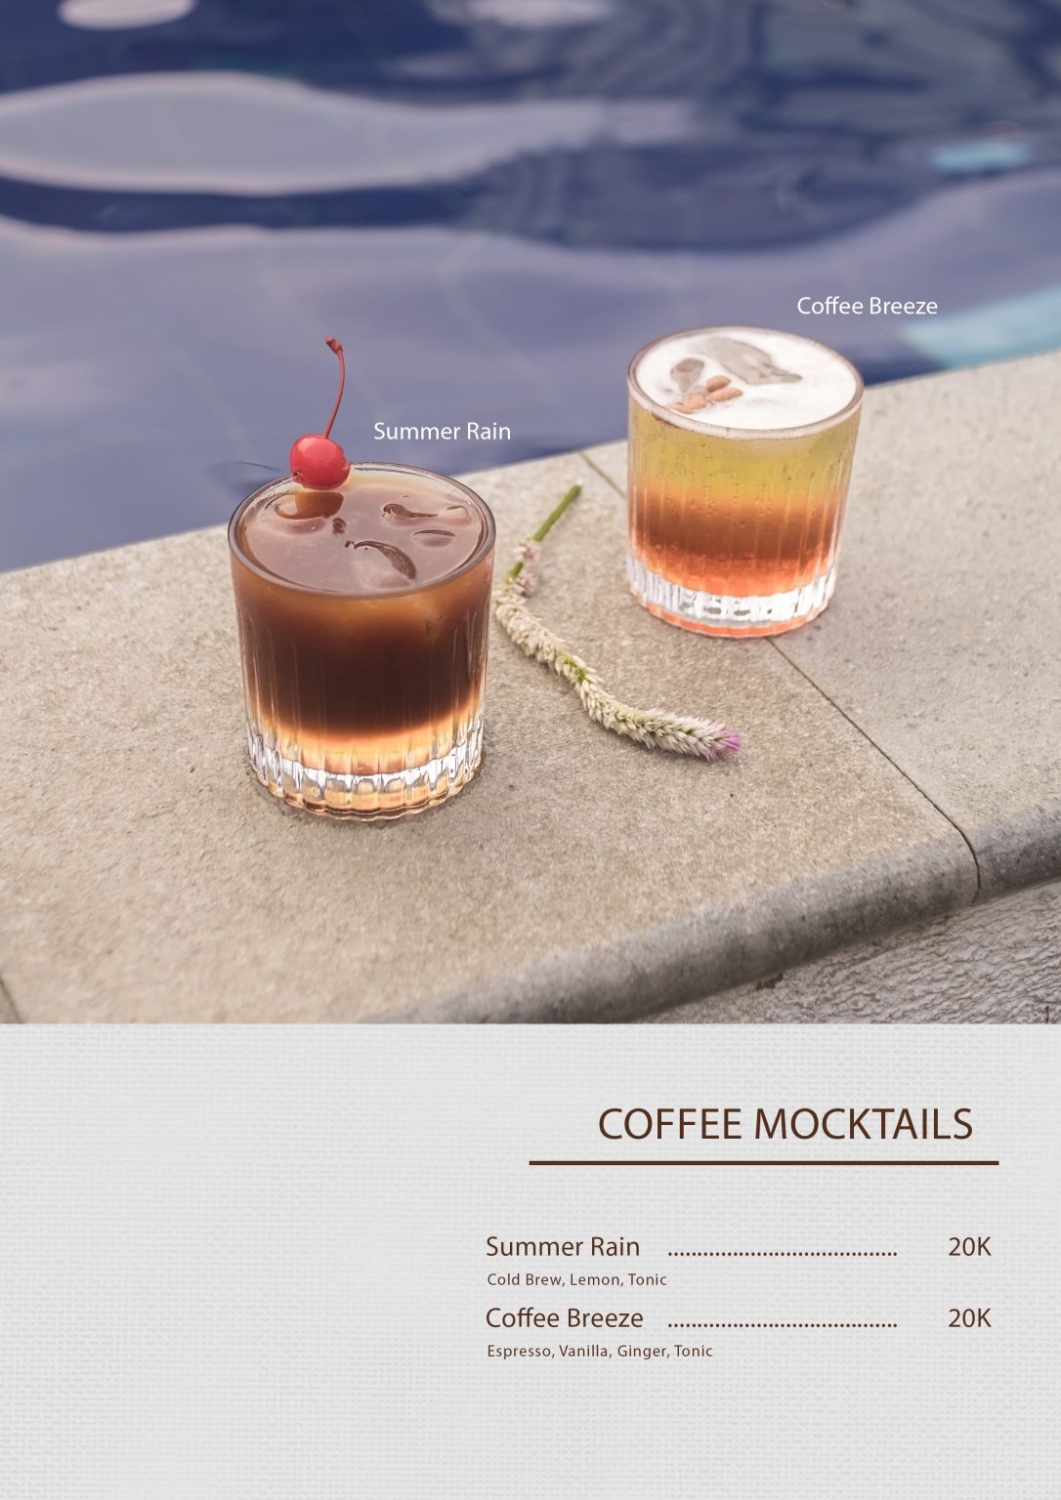 Coffee Breeze
Summer Rain
COFFEE MOCKTAILS
Summer Rain ....................................... 20K
Cold Brew, Lemon, Tonic
Coffee Breeze ....................................... 20K
Espresso, Vanilla, Ginger, Tonic